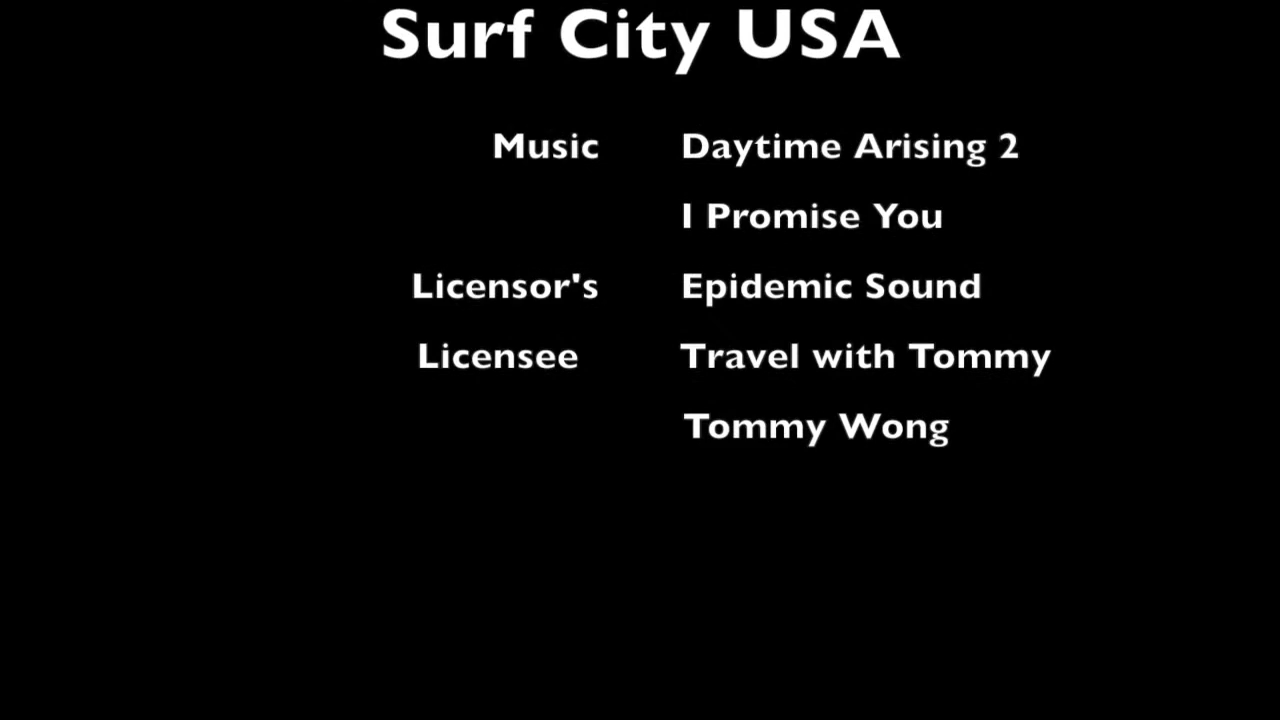 Surf City USA
Music Daytime Arising 2
I Promise You
Licensor's Epidemic Sound
Licensee Travel with Tommy
Tommy Wong